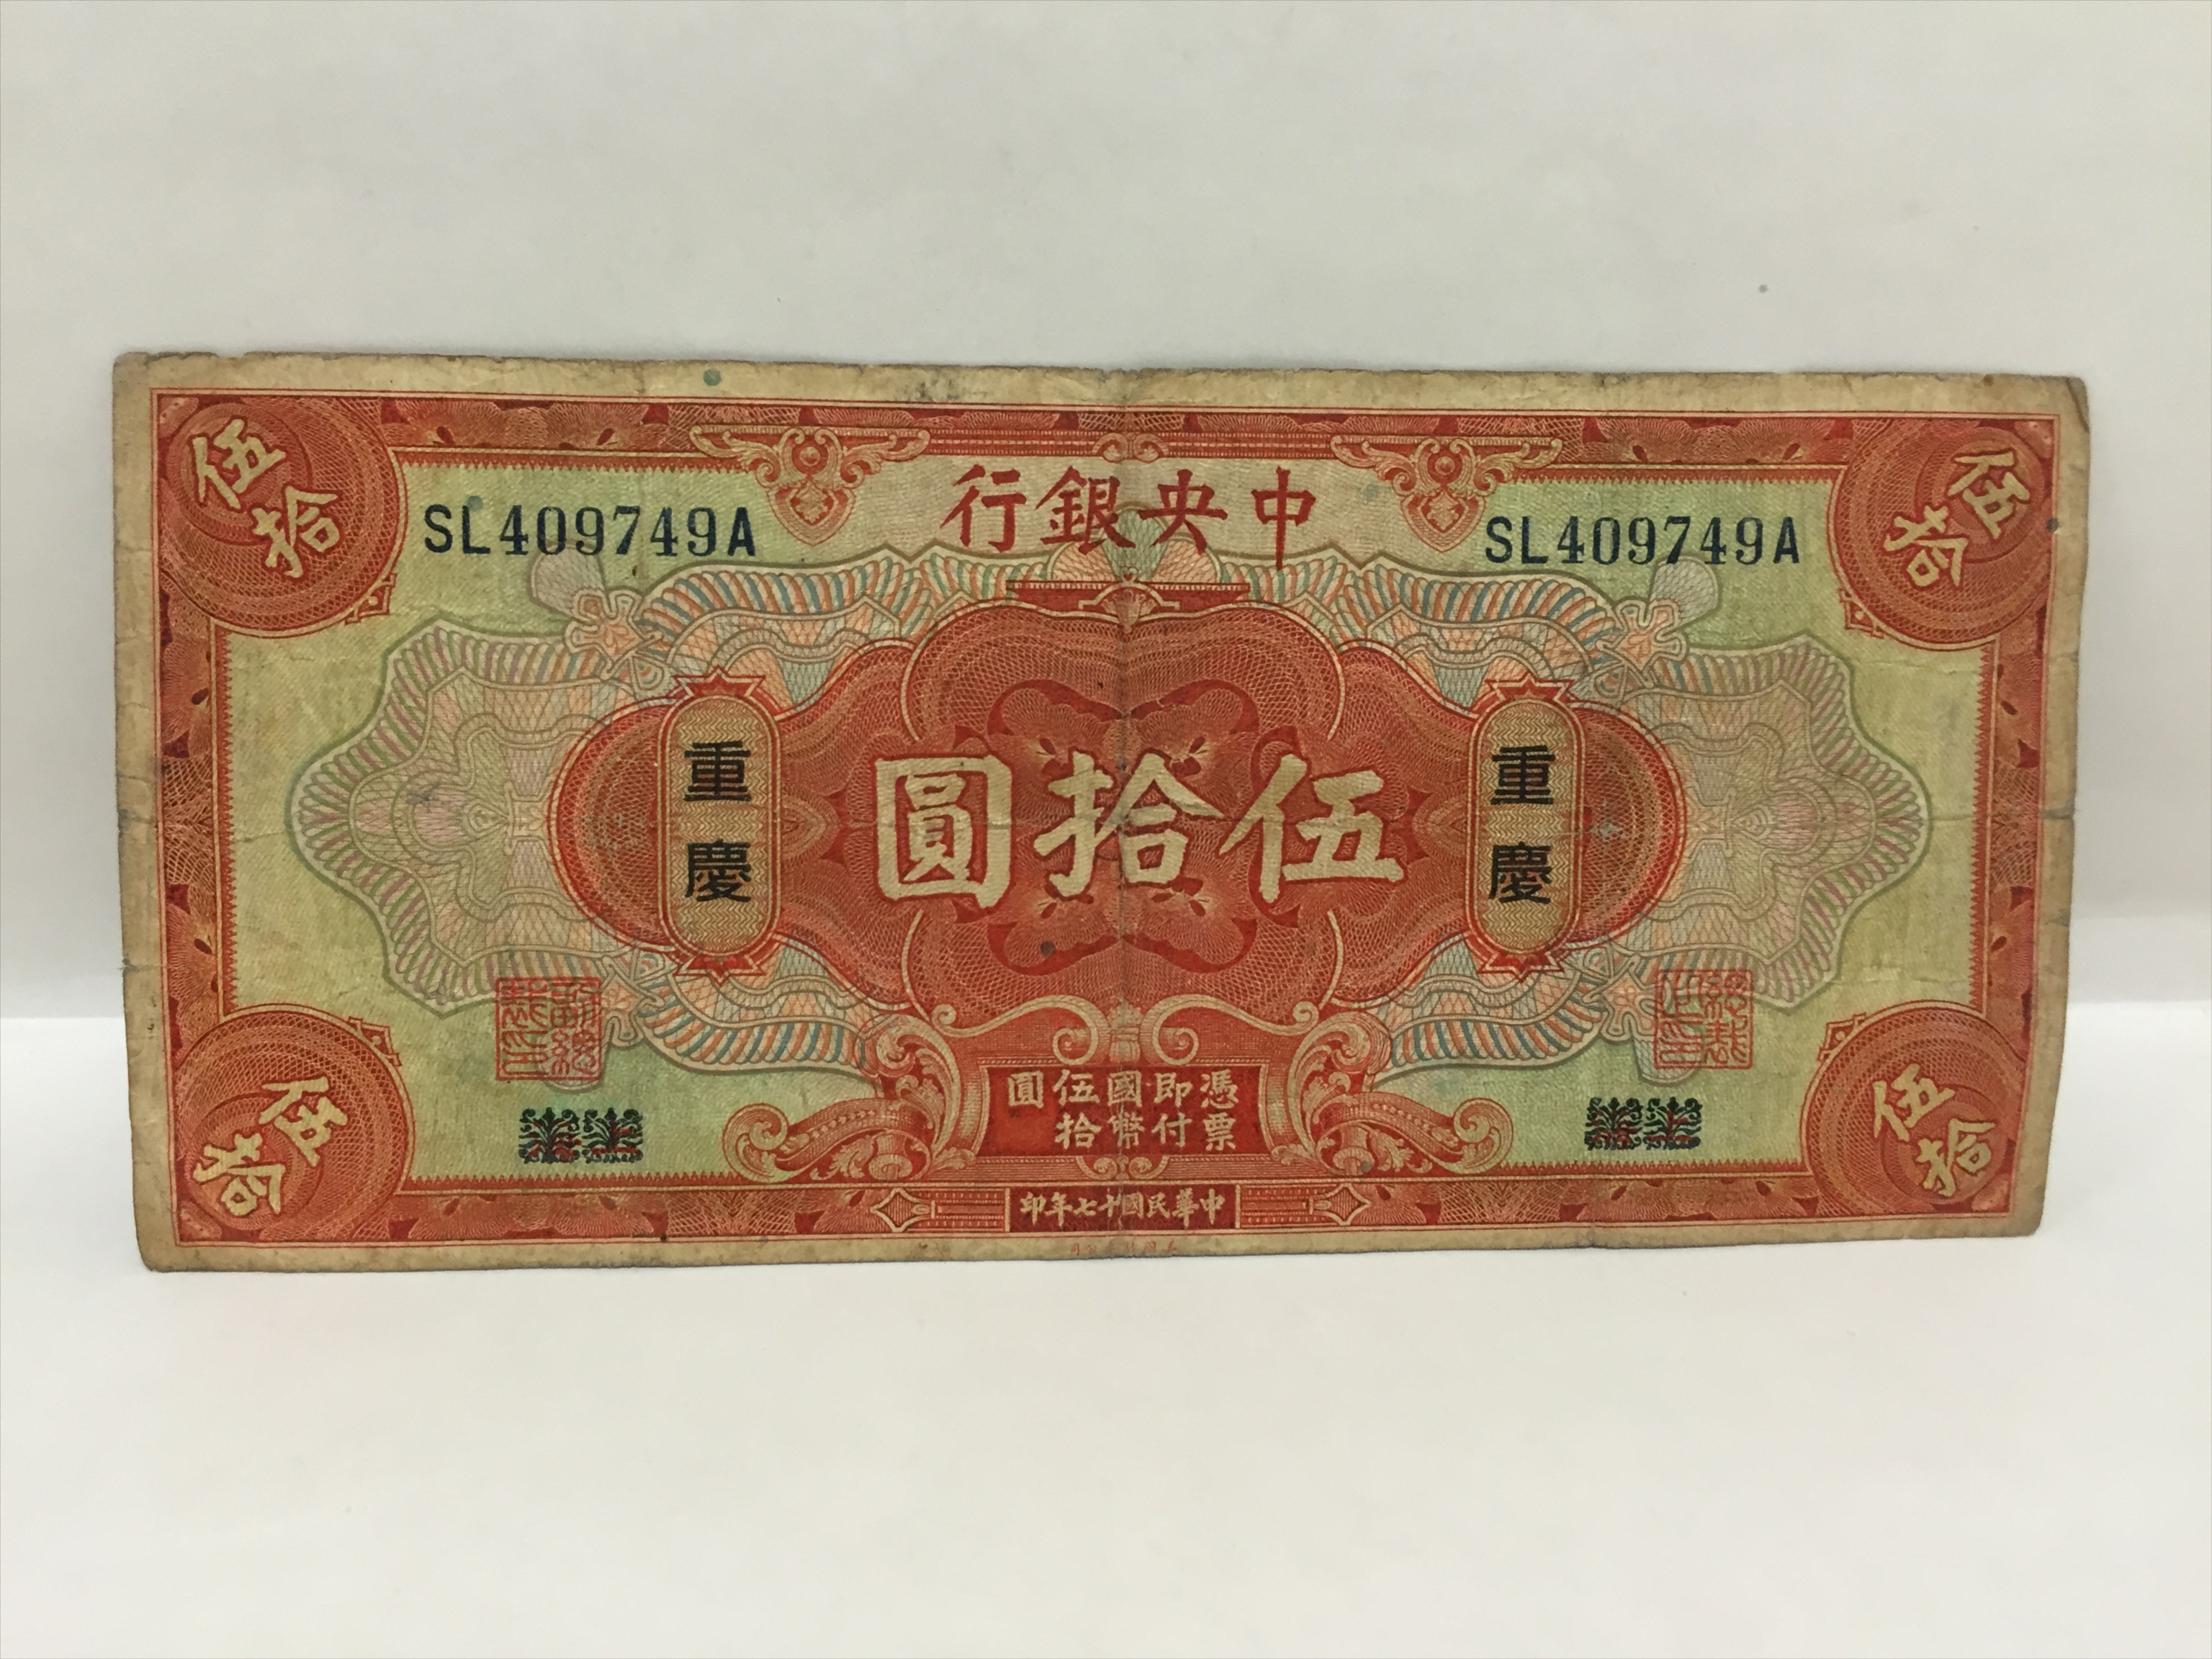 中央銀行
SL409749A
SL409749A
伍拾
伍拾
重慶
伍拾圓
重慶
憑票即付國幣伍拾圓
伍拾
伍拾
中華民國十七年印